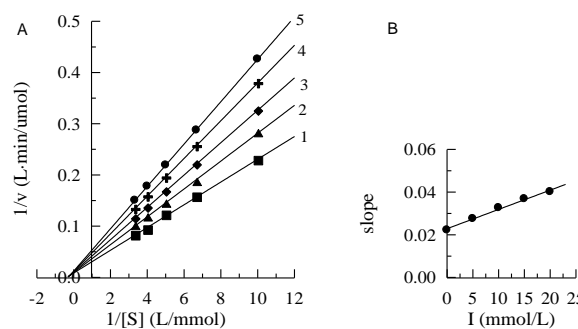 A
B
0.5
0.4
0.3
0.2
0.1
0.0
1/v (L·min/umol)
5
4
3
2
1
-2 0 2 4 6 8 10 12
1/[S] (L/mmol)
0.06
0.04
0.02
0.00
slope
0 5 10 15 20 25
I (mmol/L)